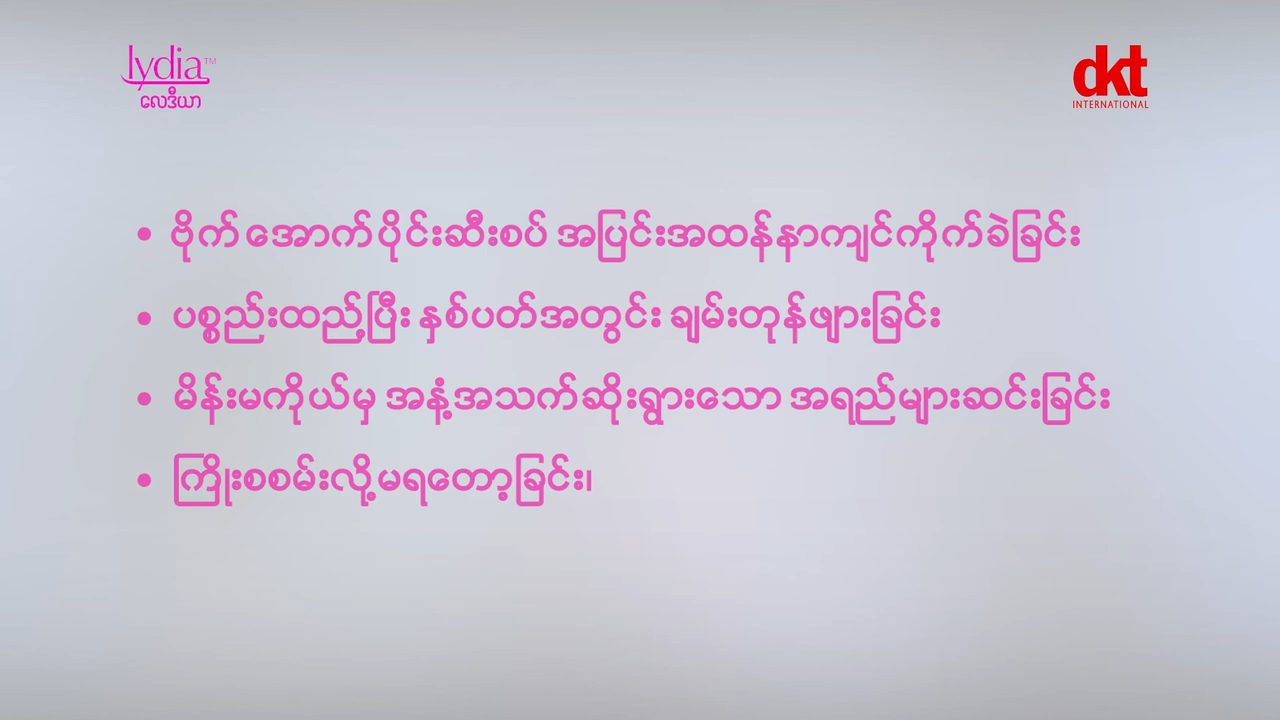 lydia™
လေဒီယာ
dkt
INTERNATIONAL
• ဗိုက်အောက်ပိုင်းဆီးစပ် အပြင်းအထန်နာကျင်ကိုက်ခဲခြင်း
• ပစ္စည်းထည့်ပြီး နှစ်ပတ်အတွင်း ချမ်းတုန်ဖျားခြင်း
• မိန်းမကိုယ်မှ အနံ့အသက်ဆိုးရွားသော အရည်များဆင်းခြင်း
• ကြိုးစစမ်းလို့မရတော့ခြင်း၊